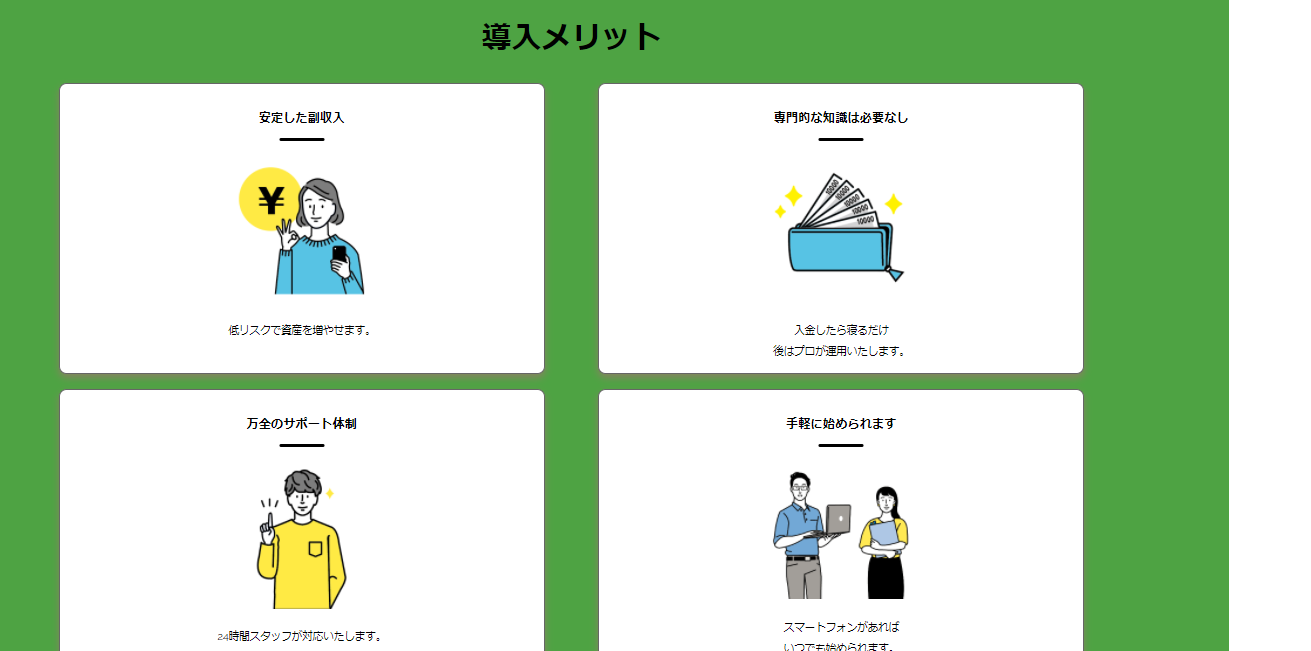 導入メリット
安定した副収入
¥
低リスクで資産を増やせます。
専門的な知識は必要なし
10000
10000
10000
10000
10000
入金したら寝るだけ
後はプロが運用いたします。
万全のサポート体制
24時間スタッフが対応いたします。
手軽に始められます
スマートフォンがあれば
いつでも始められます。